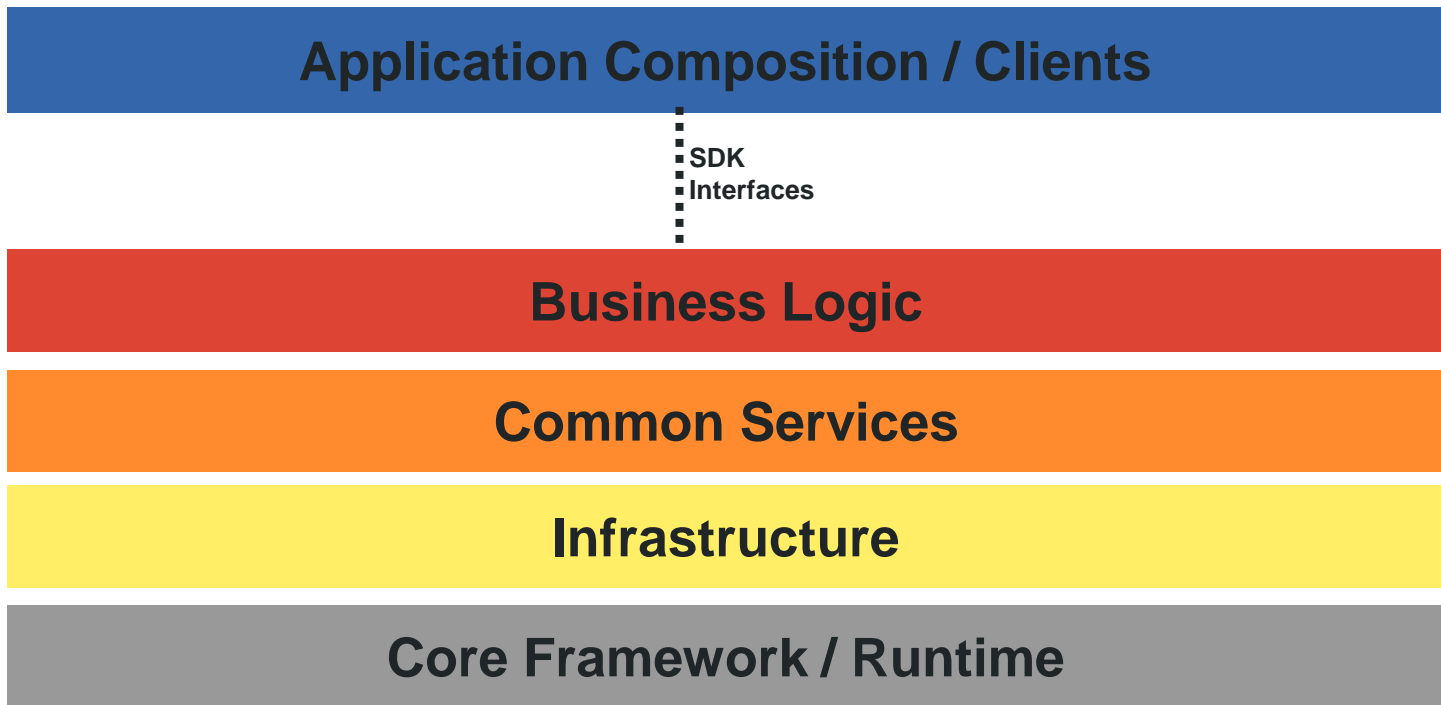 Application Composition / Clients
SDK
Interfaces
Business Logic
Common Services
Infrastructure
Core Framework / Runtime